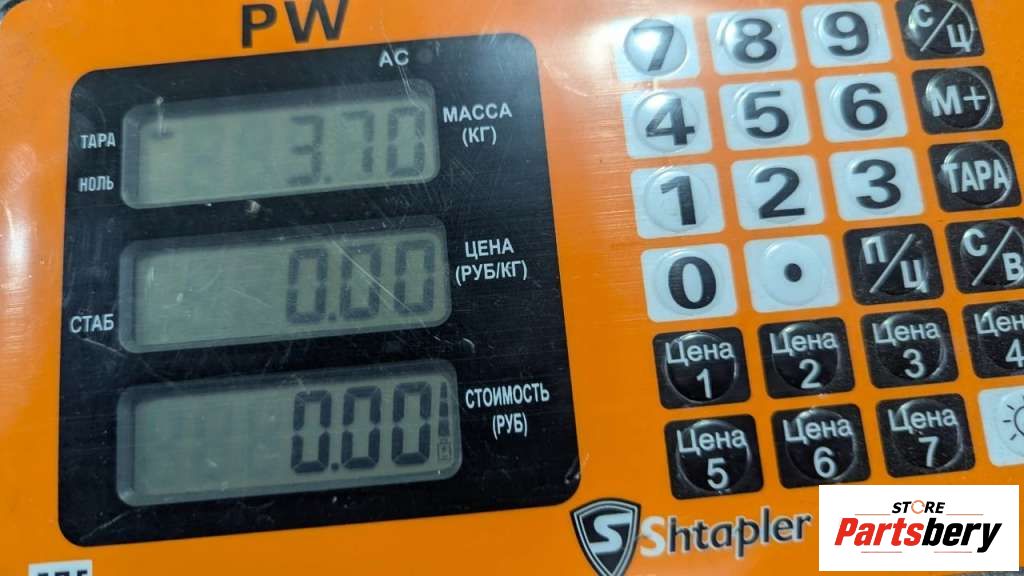 PW
AC
ТАРА
НОЛЬ
3.70
МАССА
(КГ)
ЦЕНА
(РУБ/КГ)
0.00
СТАБ
СТОИМОСТЬ
(РУБ)
0.00
7 8 9 С/Ц
4 5 6 М+
1 2 3 ТАРА
0 . П/Ц С/В
Цена 1
Цена 2
Цена 3
Цена 4
Цена 5
Цена 6
Цена 7
Shtapler
STORE
Partsbery